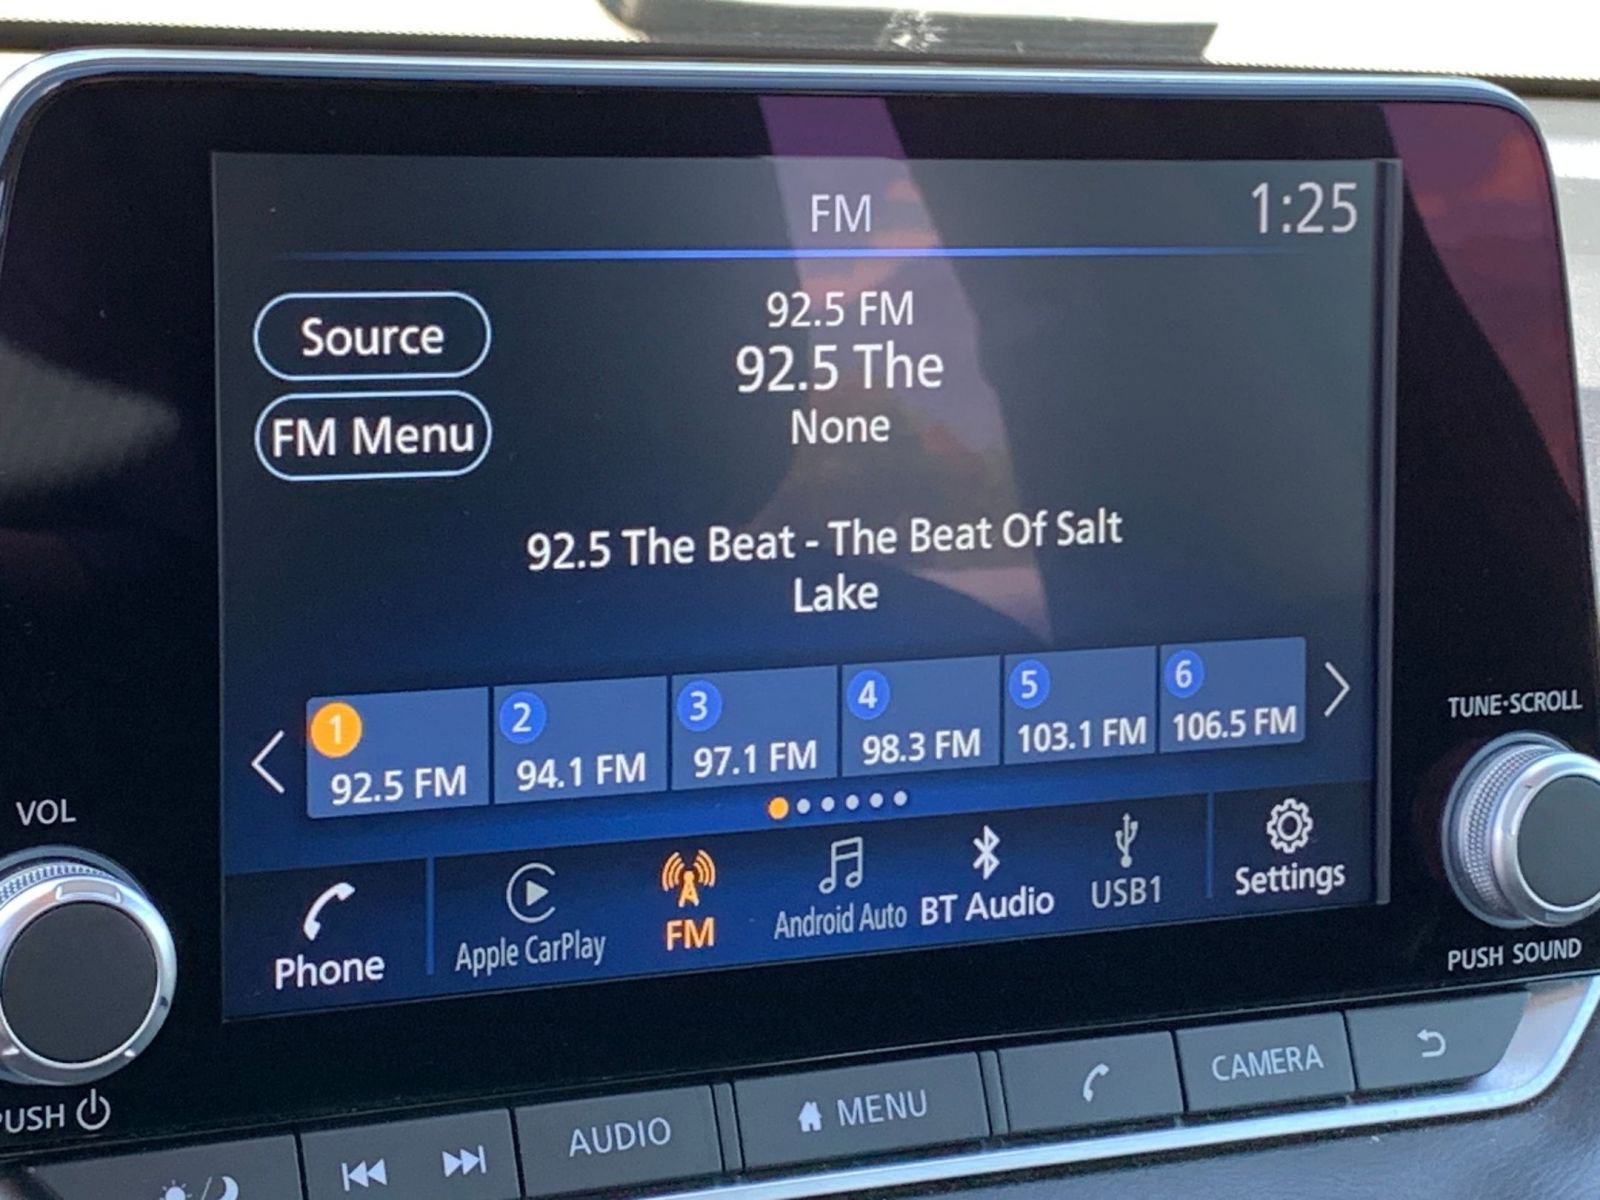 FM
1:25
Source
92.5 FM
92.5 The
FM Menu
None
92.5 The Beat - The Beat Of Salt
Lake
1 2 3 4 5 6
92.5 FM 94.1 FM 97.1 FM 98.3 FM 103.1 FM 106.5 FM
TUNE·SCROLL
VOL
Phone
Apple CarPlay
FM
Android Auto
BT Audio
USB1
Settings
PUSH SOUND
PUSH
AUDIO
MENU
CAMERA